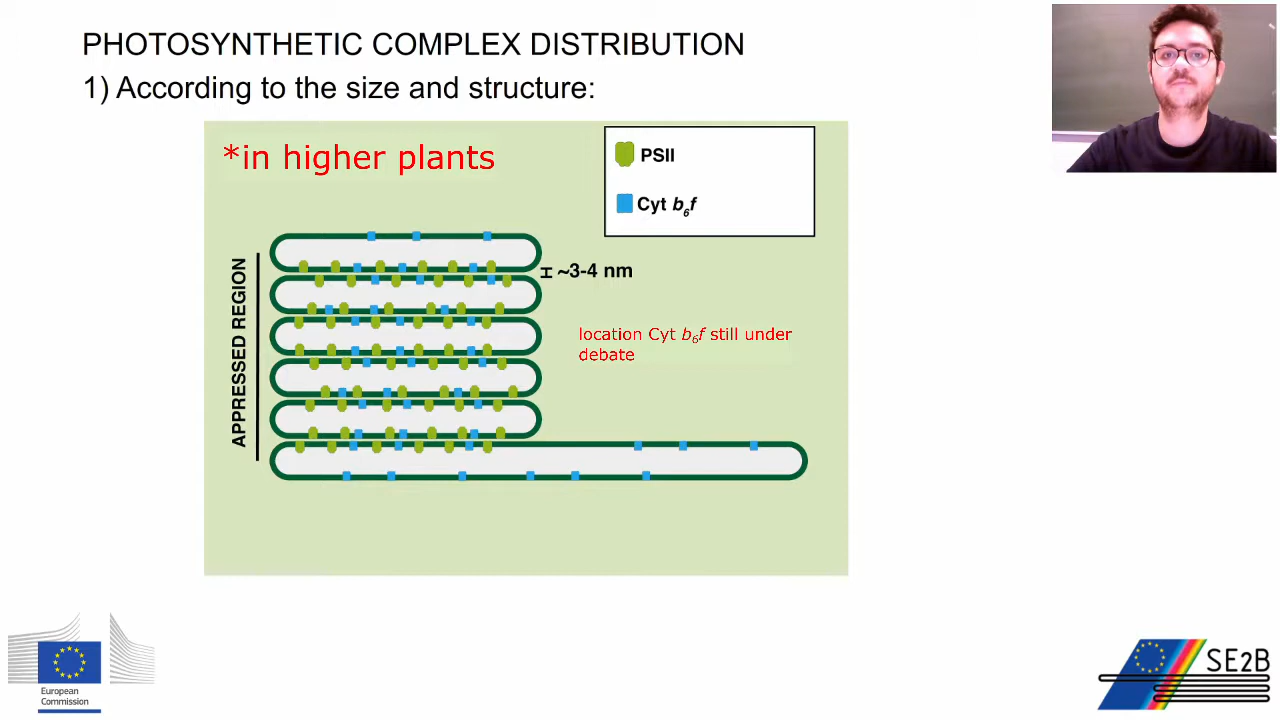 PHOTOSYNTHETIC COMPLEX DISTRIBUTION
1) According to the size and structure:
*in higher plants
PSII
Cyt b6f
~3-4 nm
APPRESSED REGION
location Cyt b6f still under
debate
European
Commission
SE2B